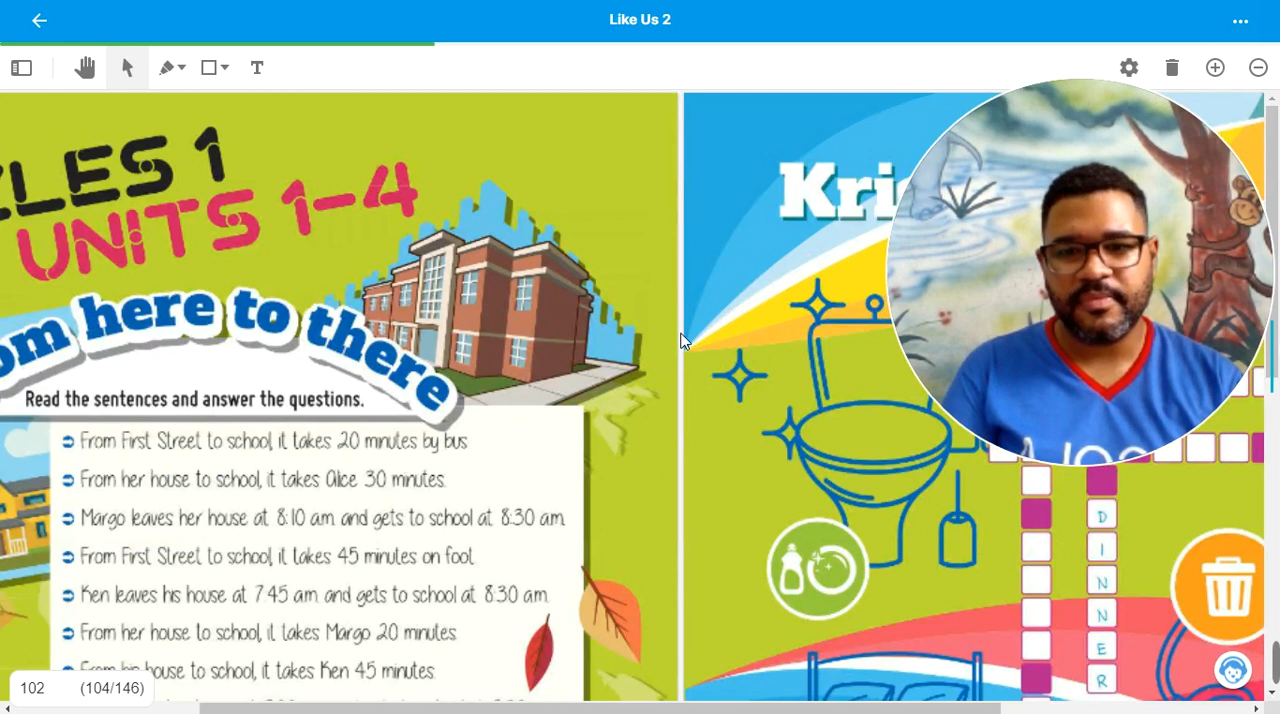 Like Us 2
T
LES 1
UNITS 1-4
om here to there
Read the sentences and answer the questions.
From First Street to school, it takes 20 minutes by bus
From her house to school, it takes Alice 30 minutes.
Margo leaves her house at 8:10 am and gets to school at 8:30 am.
From First Street to school, it takes 45 minutes on foot.
Ken leaves his house at 7:45 am and gets to school at 8:30 am.
From her house to school, it takes Margo 20 minutes.
house to school, it takes Ken 45 minutes.
102 (104/146)
Kri
D
I
N
N
E
R